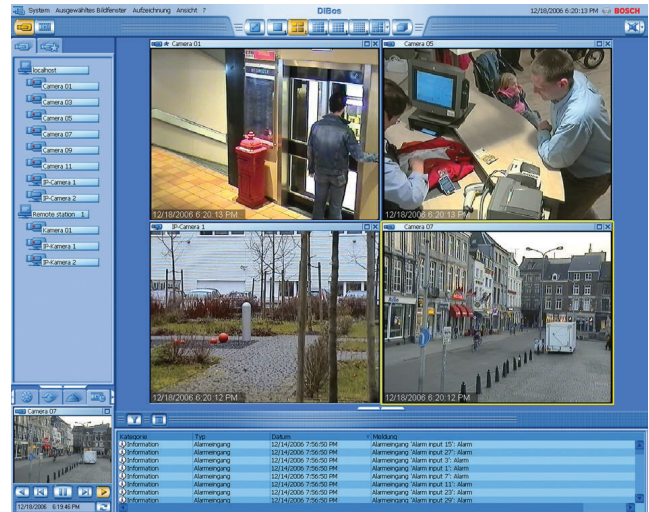 System Ausgewähltes Bildfenster Aufzeichnung Ansicht ?
DiBos
12/18/2006 6:20:13 PM
BOSCH
Camera 01
Camera 05
localhost
Camera 01
Camera 03
Camera 05
Camera 07
Camera 09
Camera 11
IP-Camera 1
IP-Camera 2
Remote station 1
Kamera 01
IP-Kamera 1
IP-Kamera 2
12/18/2006 6:20:13 PM
12/18/2006 6:20:13 PM
IP-Camera 1
Camera 07
12/18/2006 6:20:12 PM
12/18/2006 6:20:12 PM
Camera 07
12/18/2006 6:19:46 PM
Kategorie Typ Datum Meldung
Information Alarmeingang 12/14/2006 7:56:50 PM Alarmeingang 'Alarm input 15': Alarm
Information Alarmeingang 12/14/2006 7:56:50 PM Alarmeingang 'Alarm input 27': Alarm
Information Alarmeingang 12/14/2006 7:56:50 PM Alarmeingang 'Alarm input 3': Alarm
Information Alarmeingang 12/14/2006 7:56:50 PM Alarmeingang 'Alarm input 1': Alarm
Information Alarmeingang 12/14/2006 7:56:50 PM Alarmeingang 'Alarm input 7': Alarm
Information Alarmeingang 12/14/2006 7:56:50 PM Alarmeingang 'Alarm input 11': Alarm
Information Alarmeingang 12/14/2006 7:56:50 PM Alarmeingang 'Alarm input 23': Alarm
Information Alarmeingang 12/14/2006 7:56:50 PM Alarmeingang 'Alarm input 29': Alarm